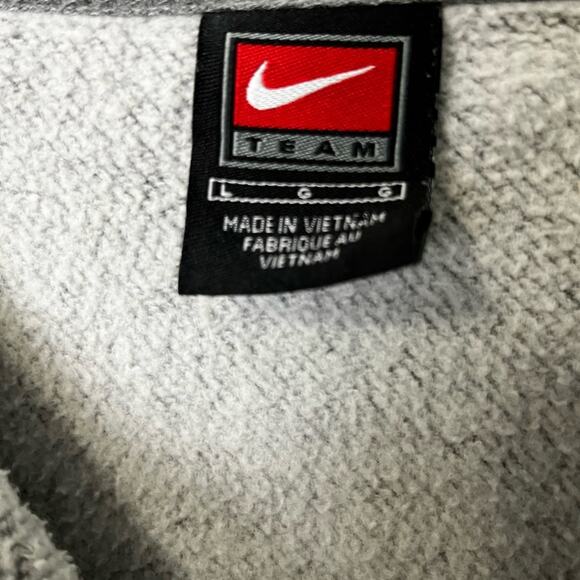 TEAM
L G G
MADE IN VIETNAM
FABRIQUE AU
VIETNAM